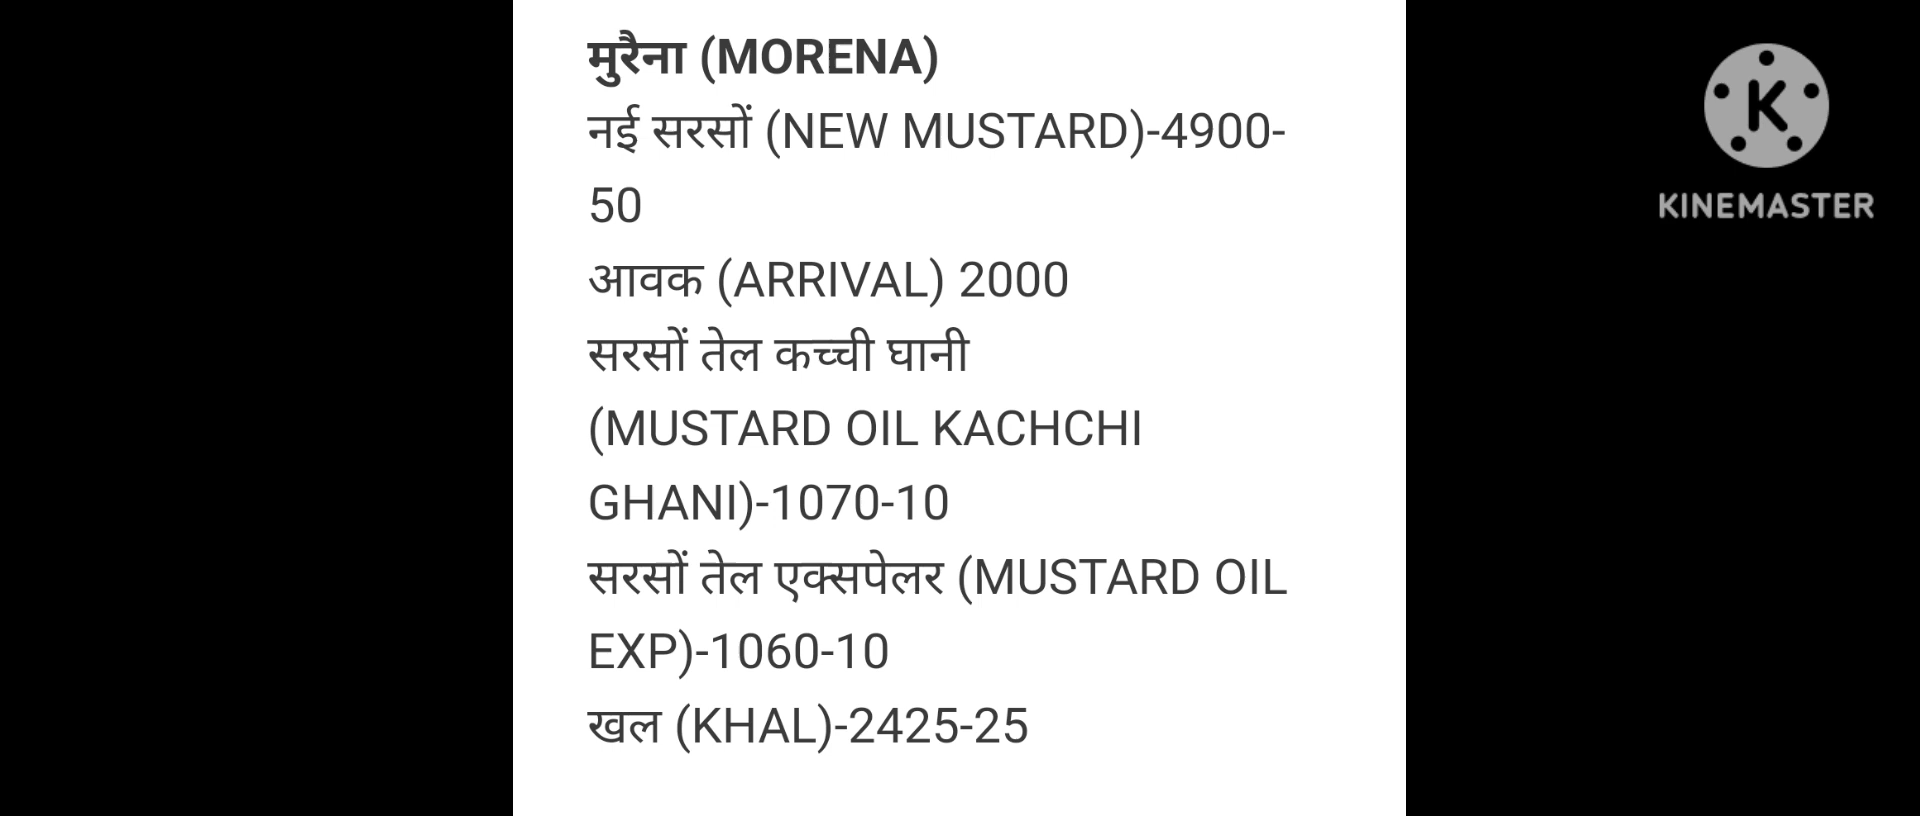 मुरैना (MORENA)
नई सरसों (NEW MUSTARD)-4900-
50
आवक (ARRIVAL) 2000
सरसों तेल कच्ची घानी
(MUSTARD OIL KACHCHI
GHANI)-1070-10
सरसों तेल एक्सपेलर (MUSTARD OIL
EXP)-1060-10
खल (KHAL)-2425-25
K
KINEMASTER